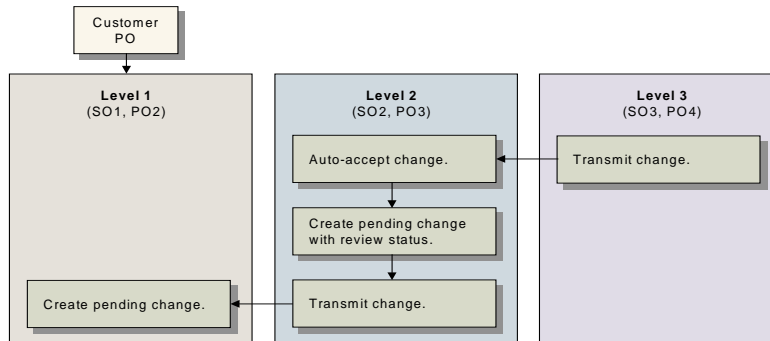 Customer
PO
Level 1
(SO1, PO2)
Level 2
(SO2, PO3)
Level 3
(SO3, PO4)
Auto-accept change.
Transmit change.
Create pending change
with review status.
Create pending change.
Transmit change.